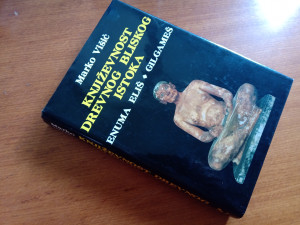 Marko Višić
KNJIŽEVNOST
DREVNOG BLISKOG
ISTOKA
ENUMA ELIŠ • GILGAMEŠ